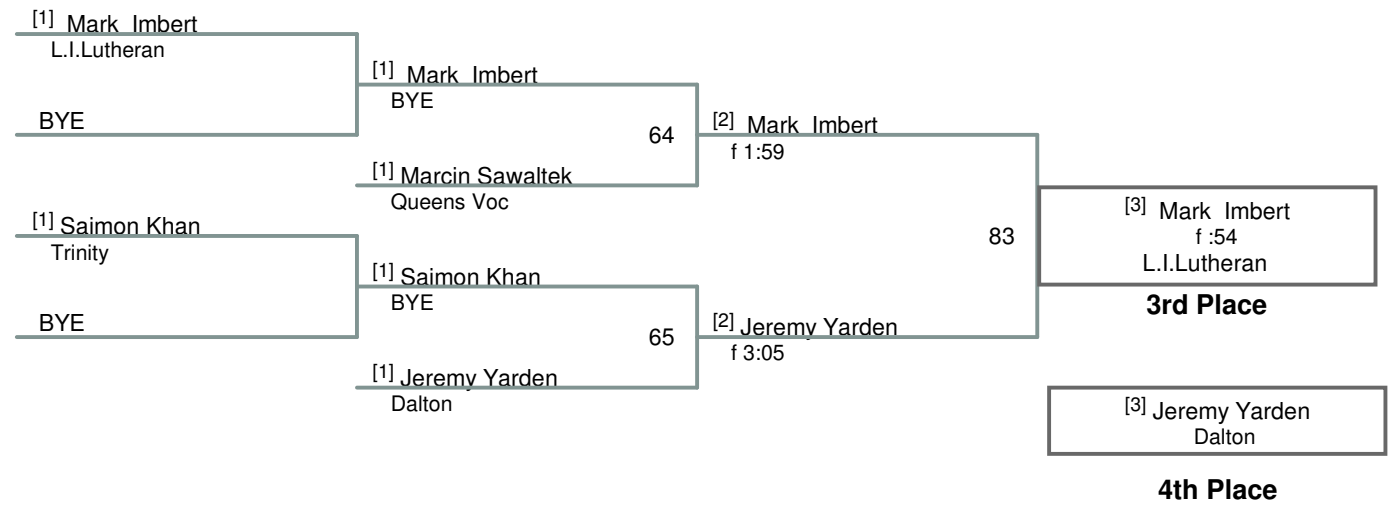 [1] Mark Imbert
L.I.Lutheran
BYE
[1] Saimon Khan
Trinity
BYE
[1] Mark Imbert
BYE
64
[1] Marcin Sawaltek
Queens Voc
[1] Saimon Khan
BYE
65
[1] Jeremy Yarden
Dalton
[2] Mark Imbert
f 1:59
83
[2] Jeremy Yarden
f 3:05
[3] Mark Imbert
f :54
L.I.Lutheran
3rd Place
[3] Jeremy Yarden
Dalton
4th Place